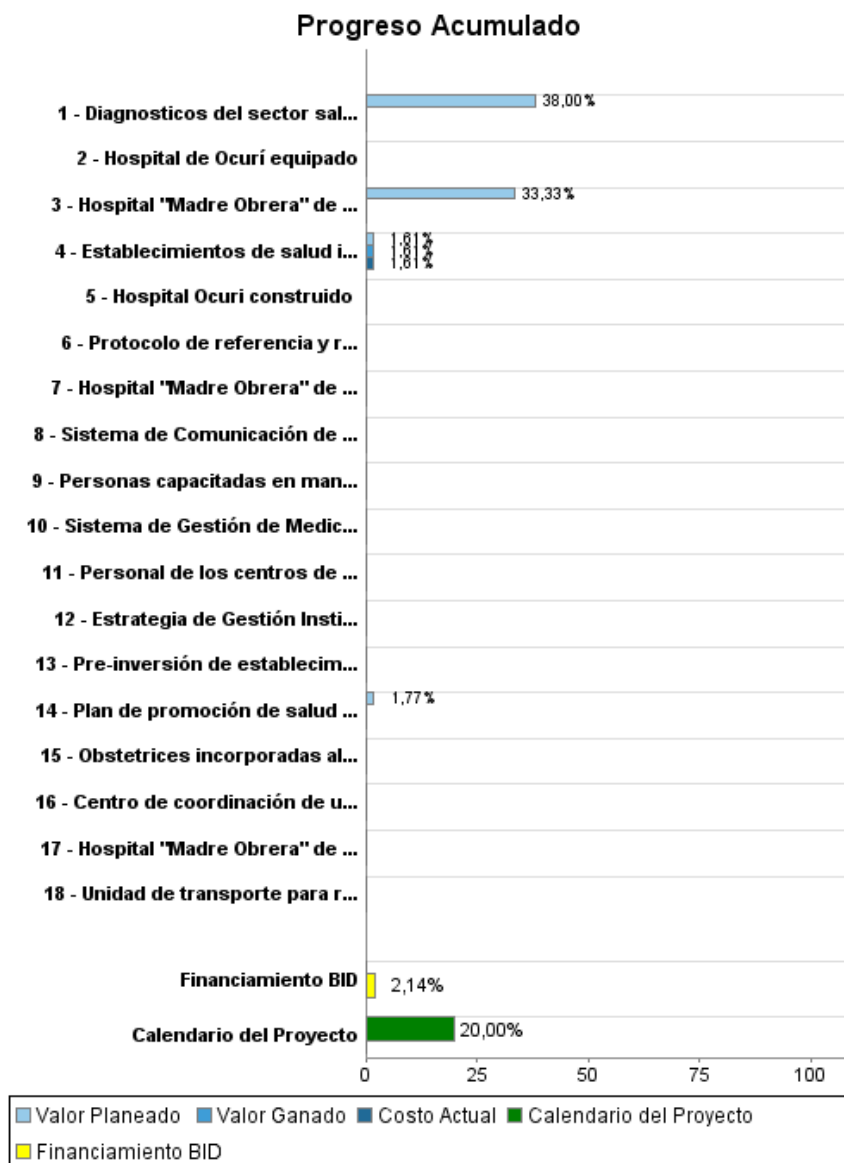 Progreso Acumulado
1 - Diagnosticos del sector sal...
38,00%
2 - Hospital de Ocurí equipado
3 - Hospital "Madre Obrera" de ...
33,33%
4 - Establecimientos de salud i...
1,61%
1,61%
1,61%
5 - Hospital Ocuri construido
6 - Protocolo de referencia y r...
7 - Hospital "Madre Obrera" de ...
8 - Sistema de Comunicación de ...
9 - Personas capacitadas en man...
10 - Sistema de Gestión de Medic...
11 - Personal de los centros de ...
12 - Estrategia de Gestión Insti...
13 - Pre-inversión de establecim...
14 - Plan de promoción de salud ...
1,77%
15 - Obstetrices incorporadas al...
16 - Centro de coordinación de u...
17 - Hospital "Madre Obrera" de ...
18 - Unidad de transporte para r...
Financiamiento BID
2,14%
Calendario del Proyecto
20,00%
0 25 50 75 100
Valor Planeado Valor Ganado Costo Actual Calendario del Proyecto
Financiamiento BID